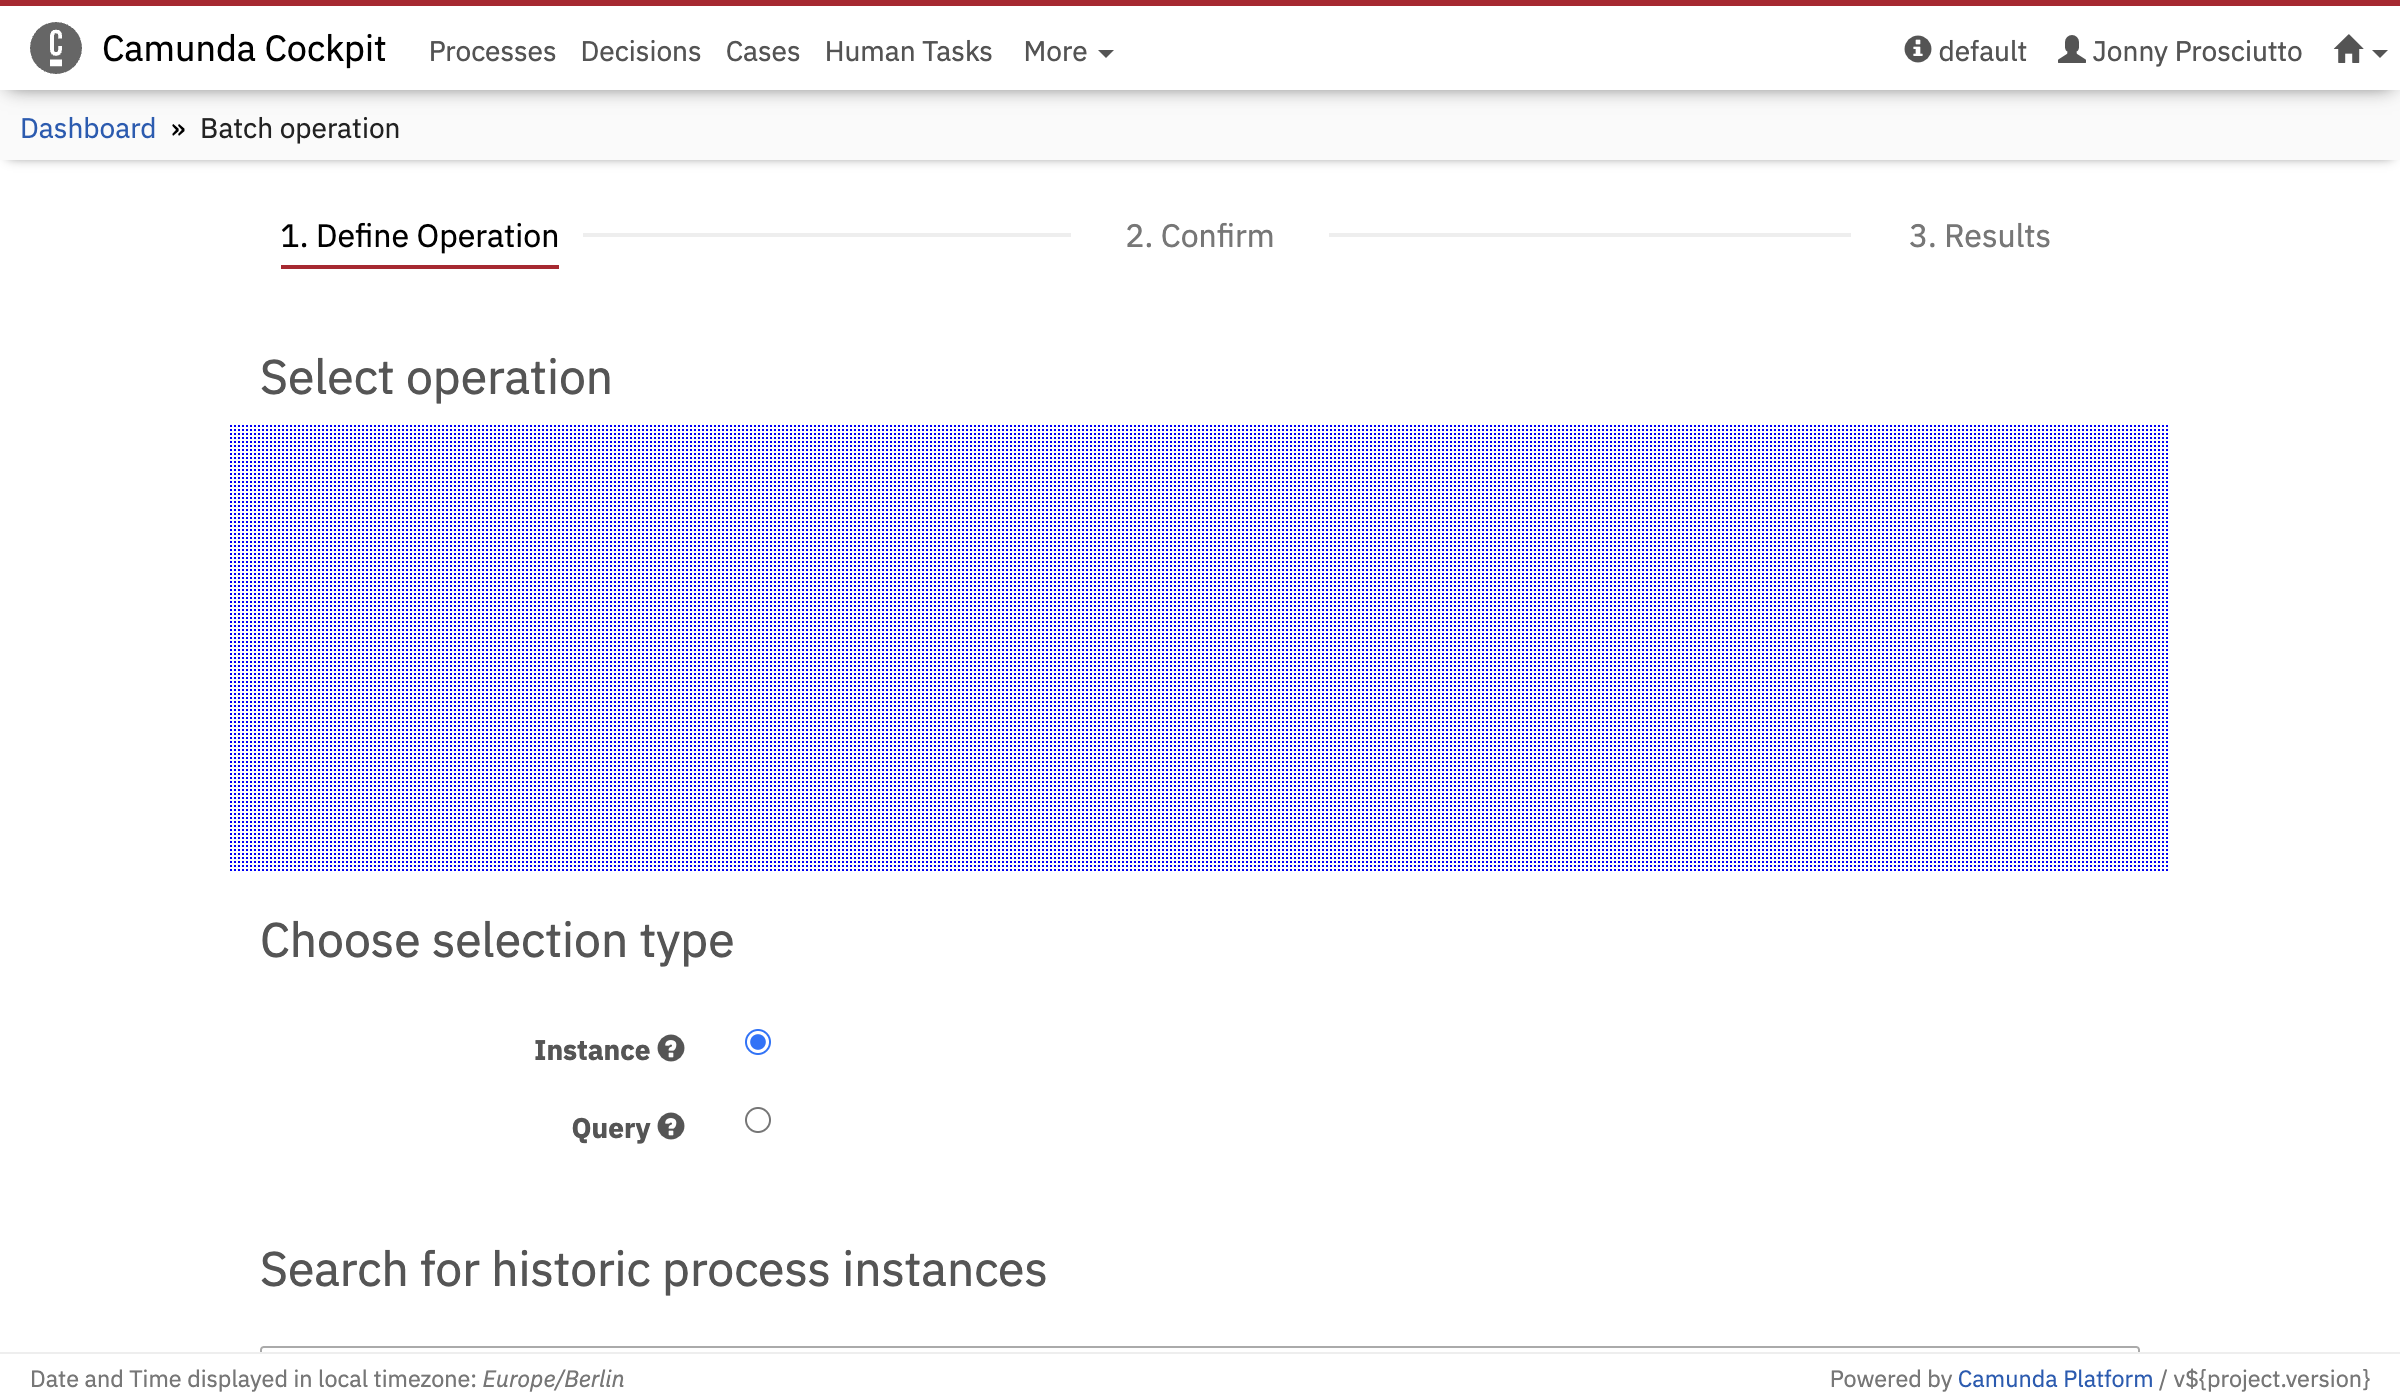 Camunda Cockpit Processes Decisions Cases Human Tasks More default Jonny Prosciutto
Dashboard » Batch operation
1. Define Operation 2. Confirm 3. Results
Select operation
Choose selection type
Instance
Query
Search for historic process instances
Date and Time displayed in local timezone: Europe/Berlin Powered by Camunda Platform / v${project.version}